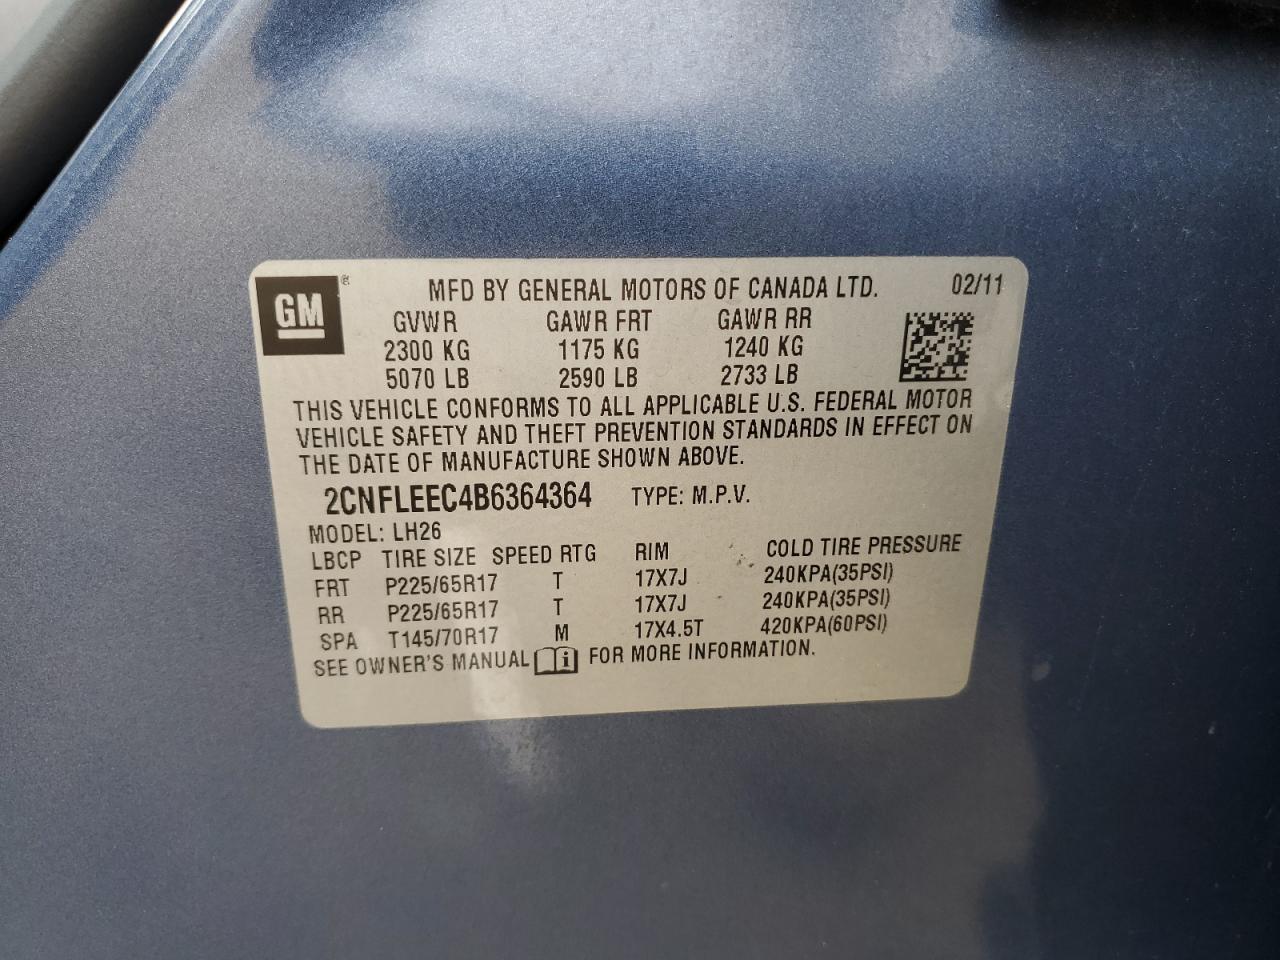 GM ® MFD BY GENERAL MOTORS OF CANADA LTD. 02/11
GVWR GAWR FRT GAWR RR
2300 KG 1175 KG 1240 KG
5070 LB 2590 LB 2733 LB
THIS VEHICLE CONFORMS TO ALL APPLICABLE U.S. FEDERAL MOTOR
VEHICLE SAFETY AND THEFT PREVENTION STANDARDS IN EFFECT ON
THE DATE OF MANUFACTURE SHOWN ABOVE.
2CNFLEEC4B6364364 TYPE: M.P.V.
MODEL: LH26
LBCP TIRE SIZE SPEED RTG RIM COLD TIRE PRESSURE
FRT P225/65R17 T 17X7J 240KPA(35PSI)
RR P225/65R17 T 17X7J 240KPA(35PSI)
SPA T145/70R17 M 17X4.5T 420KPA(60PSI)
SEE OWNER'S MANUAL i FOR MORE INFORMATION.